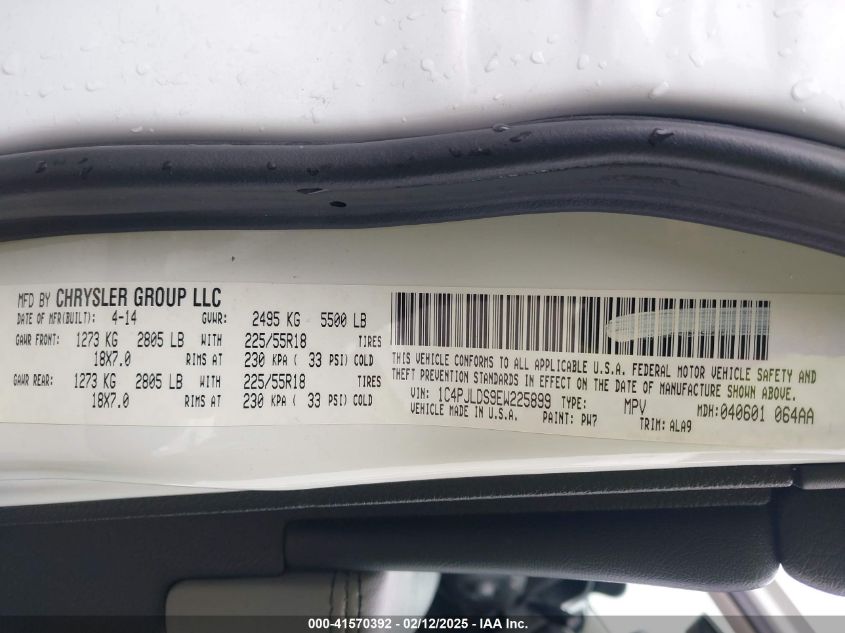 MFD BY CHRYSLER GROUP LLC
DATE OF MFR(BUILT): 4-14 GVWR: 2495 KG 5500 LB
GAWR FRONT: 1273 KG 2805 LB WITH 225/55R18 TIRES
18X7.0 RIMS AT 230 KPA ( 33 PSI) COLD
GAWR REAR: 1273 KG 2805 LB WITH 225/55R18 TIRES
18X7.0 RIMS AT 230 KPA ( 33 PSI) COLD
THIS VEHICLE CONFORMS TO ALL APPLICABLE U.S.A. FEDERAL MOTOR VEHICLE SAFETY AND
THEFT PREVENTION STANDARDS IN EFFECT ON THE DATE OF MANUFACTURE SHOWN ABOVE.
VIN: 1C4PJLDS9EW225899 TYPE: MPV MDH: 040601 064AA
VEHICLE MADE IN U.S.A. PAINT: PW7 TRIM: ALA9
000-41570392 - 02/12/2025 - IAA Inc.